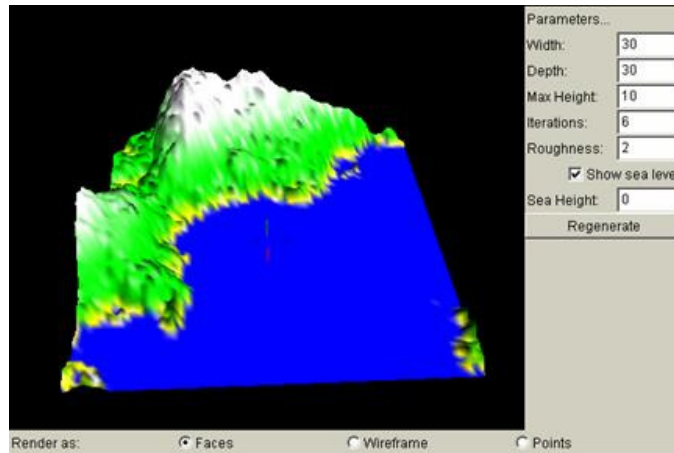 Parameters...
Width: 30
Depth: 30
Max Height: 10
Iterations: 6
Roughness: 2
Show sea leve
Sea Height: 0
Regenerate
Render as: Faces Wireframe Points